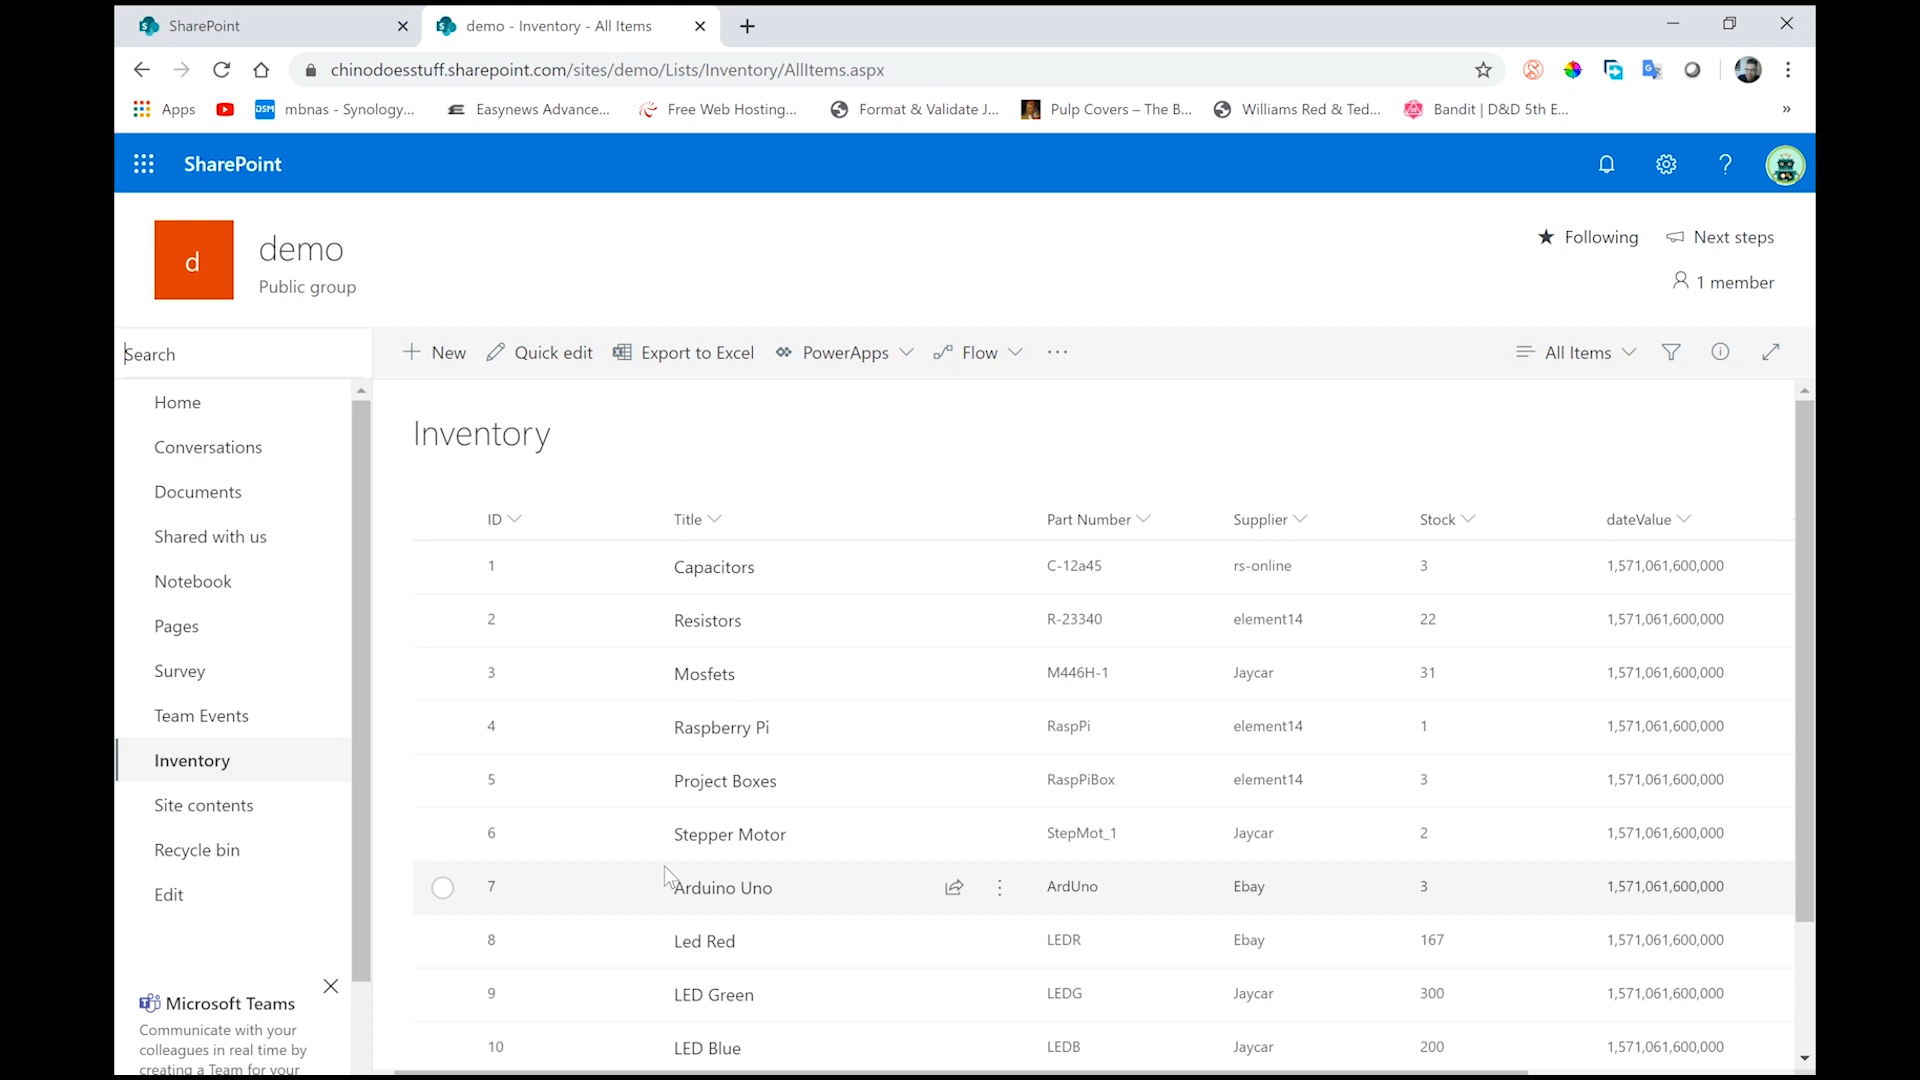 SharePoint
demo - Inventory - All Items
chinodoesstuff.sharepoint.com/sites/demo/Lists/Inventory/AllItems.aspx
Apps
DSM mbnas - Synology...
Easynews Advance...
Free Web Hosting...
Format & Validate J...
Pulp Covers – The B...
Williams Red & Ted...
Bandit | D&D 5th E...
»
SharePoint
?
d
demo
Public group
Following
Next steps
1 member
Search
New
Quick edit
Export to Excel
PowerApps
Flow
...
All Items
Home
Conversations
Documents
Shared with us
Notebook
Pages
Survey
Team Events
Inventory
Site contents
Recycle bin
Edit
Microsoft Teams
Communicate with your
colleagues in real time by
creating a Team for your
Inventory
ID Title Part Number Supplier Stock dateValue
1 Capacitors C-12a45 rs-online 3 1,571,061,600,000
2 Resistors R-23340 element14 22 1,571,061,600,000
3 Mosfets M446H-1 Jaycar 31 1,571,061,600,000
4 Raspberry Pi RaspPi element14 1 1,571,061,600,000
5 Project Boxes RaspPiBox element14 3 1,571,061,600,000
6 Stepper Motor StepMot_1 Jaycar 2 1,571,061,600,000
7 Arduino Uno ArdUno Ebay 3 1,571,061,600,000
8 Led Red LEDR Ebay 167 1,571,061,600,000
9 LED Green LEDG Jaycar 300 1,571,061,600,000
10 LED Blue LEDB Jaycar 200 1,571,061,600,000